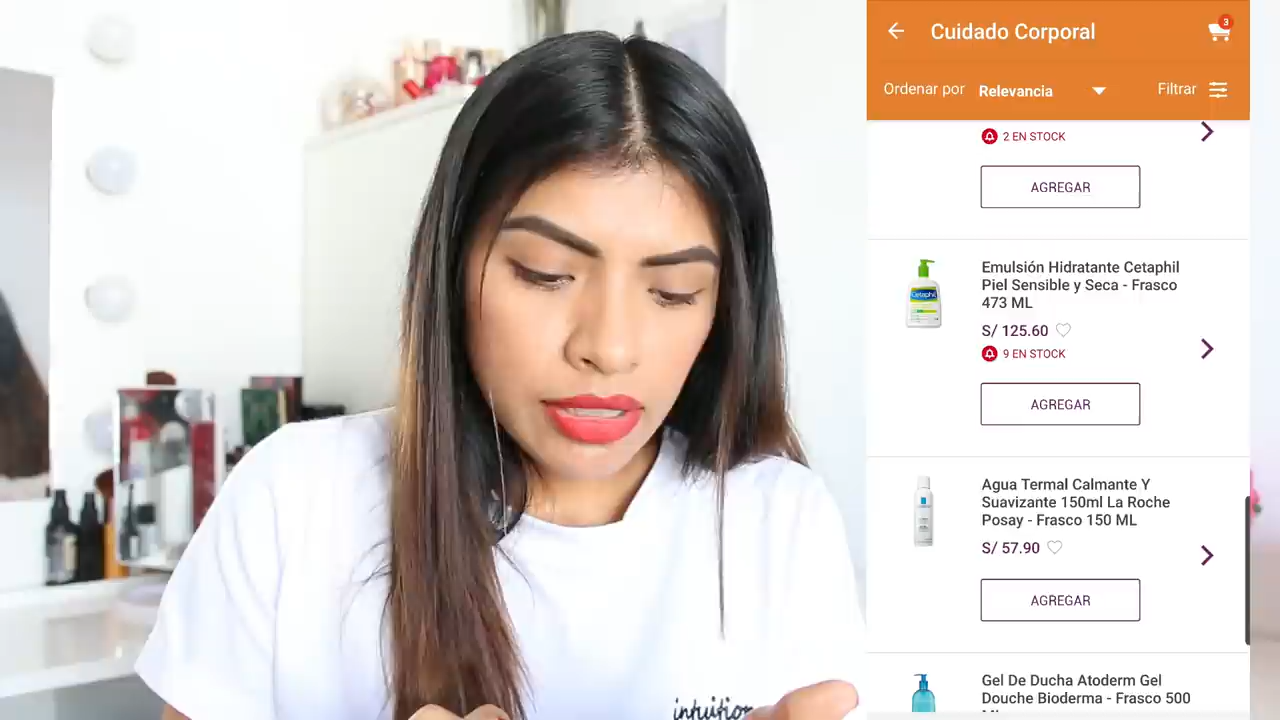 Cuidado Corporal
3
Ordenar por Relevancia
Filtrar
2 EN STOCK
AGREGAR
Emulsión Hidratante Cetaphil
Piel Sensible y Seca - Frasco
473 ML
S/ 125.60
9 EN STOCK
AGREGAR
Cetaphil
Agua Termal Calmante Y
Suavizante 150ml La Roche
Posay - Frasco 150 ML
S/ 57.90
AGREGAR
Gel De Ducha Atoderm Gel
Douche Bioderma - Frasco 500
intuition